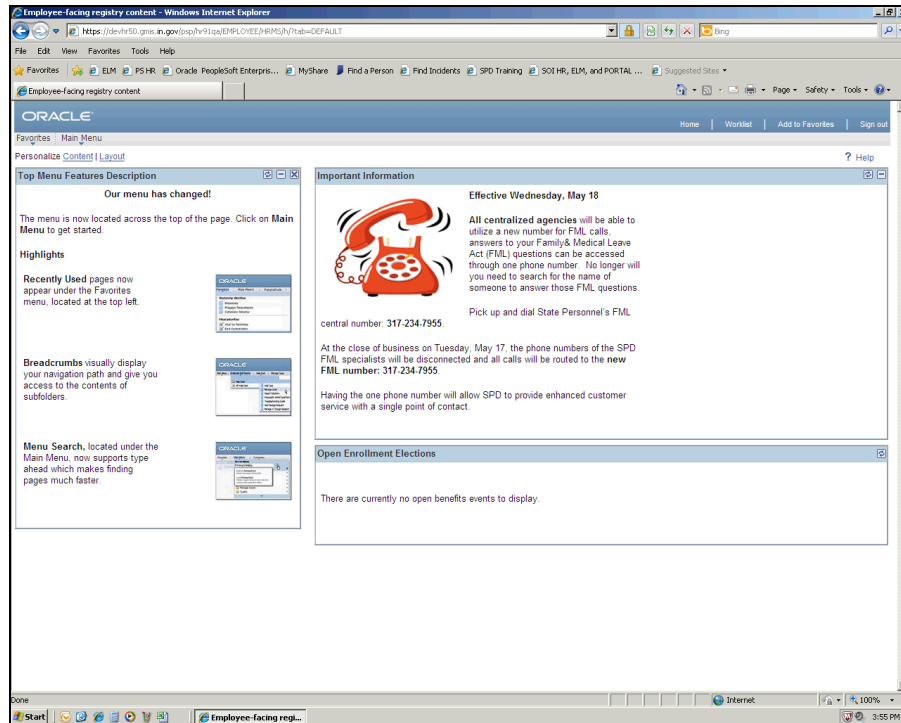 Employee-facing registry content - Windows Internet Explorer
https://devhr50.gmis.in.gov/psp/hr91qa/EMPLOYEE/HRMS/h/?tab=DEFAULT
Bing
File Edit View Favorites Tools Help
Favorites ELM PS HR Oracle PeopleSoft Enterpris... MyShare Find a Person Find Incidents SPD Training SOI HR, ELM, and PORTAL ... Suggested Sites
Employee-facing registry content
Page Safety Tools
ORACLE
Home | Worklist | Add to Favorites | Sign out
Favorites Main Menu
Personalize Content | Layout
? Help
Top Menu Features Description
Our menu has changed!
The menu is now located across the top of the page. Click on Main
Menu to get started.
Highlights
Recently Used pages now
appear under the Favorites
menu, located at the top left.
ORACLE
Breadcrumbs visually display
your navigation path and give you
access to the contents of
subfolders.
ORACLE
Menu Search, located under the
Main Menu, now supports type
ahead which makes finding
pages much faster.
ORACLE
Important Information
Effective Wednesday, May 18
All centralized agencies will be able to
utilize a new number for FML calls,
answers to your Family& Medical Leave
Act (FML) questions can be accessed
through one phone number. No longer will
you need to search for the name of
someone to answer those FML questions.
Pick up and dial State Personnel's FML
central number: 317-234-7955.
At the close of business on Tuesday, May 17, the phone numbers of the SPD
FML specialists will be disconnected and all calls will be routed to the new
FML number: 317-234-7955.
Having the one phone number will allow SPD to provide enhanced customer
service with a single point of contact.
Open Enrollment Elections
There are currently no open benefits events to display.
Done
Internet
100%
Start
Employee-facing regi...
3:55 PM